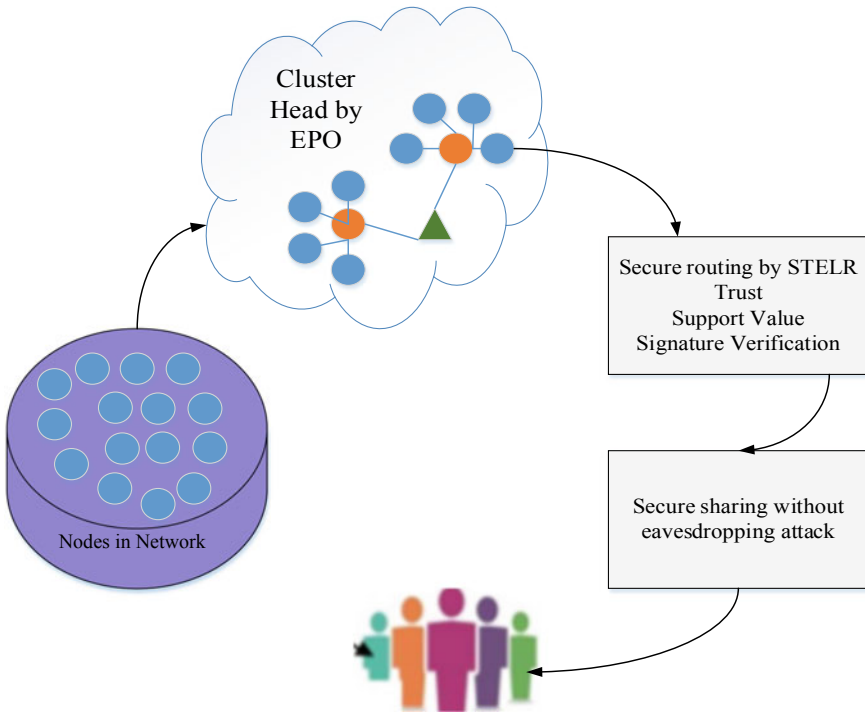 Cluster
Head by
EPO
Secure routing by STELR
Trust
Support Value
Signature Verification
Secure sharing without
eavesdropping attack
Nodes in Network